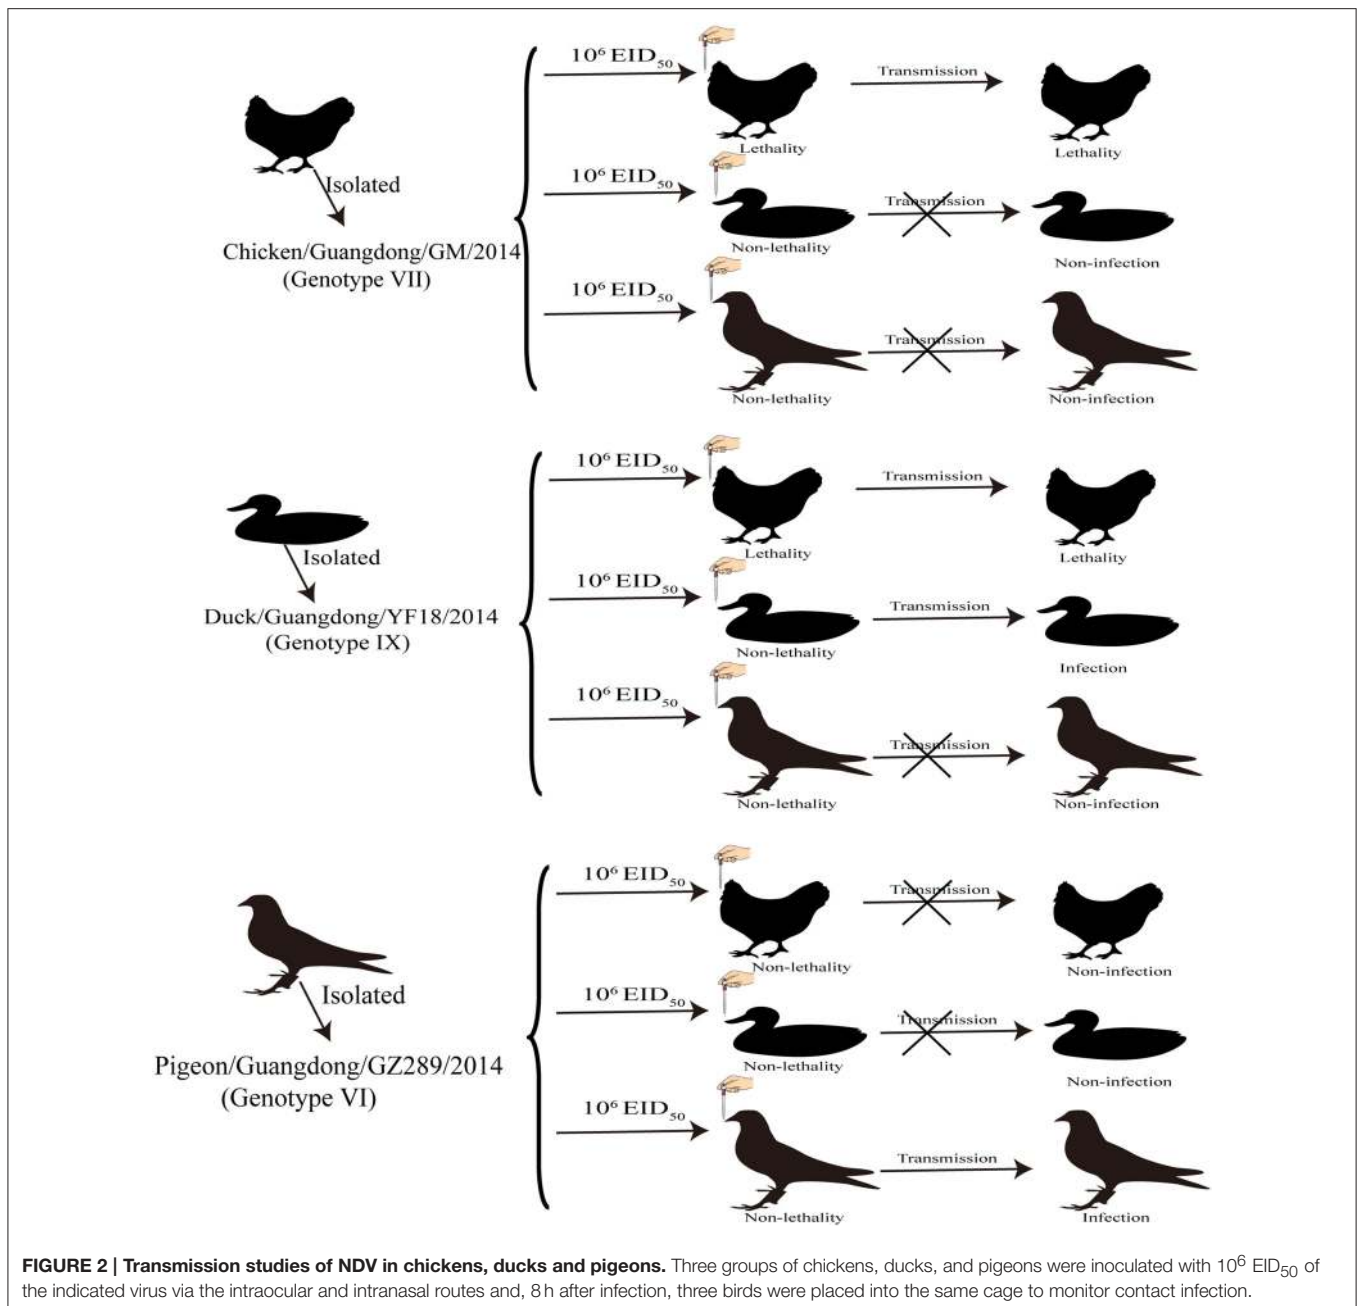 10⁶ EID₅₀
Transmission
Lethality
Lethality
Isolated
Chicken/Guangdong/GM/2014
(Genotype VII)
10⁶ EID₅₀
Transmission
Non-lethality
Non-infection
10⁶ EID₅₀
Transmission
Non-lethality
Non-infection
10⁶ EID₅₀
Transmission
Lethality
Lethality
Isolated
Duck/Guangdong/YF18/2014
(Genotype IX)
10⁶ EID₅₀
Transmission
Non-lethality
Infection
10⁶ EID₅₀
Transmission
Non-lethality
Non-infection
10⁶ EID₅₀
Transmission
Non-lethality
Non-infection
Isolated
Pigeon/Guangdong/GZ289/2014
(Genotype VI)
10⁶ EID₅₀
Transmission
Non-lethality
Non-infection
10⁶ EID₅₀
Transmission
Non-lethality
Infection
FIGURE 2 | Transmission studies of NDV in chickens, ducks and pigeons. Three groups of chickens, ducks, and pigeons were inoculated with 10⁶ EID₅₀ of
the indicated virus via the intraocular and intranasal routes and, 8 h after infection, three birds were placed into the same cage to monitor contact infection.